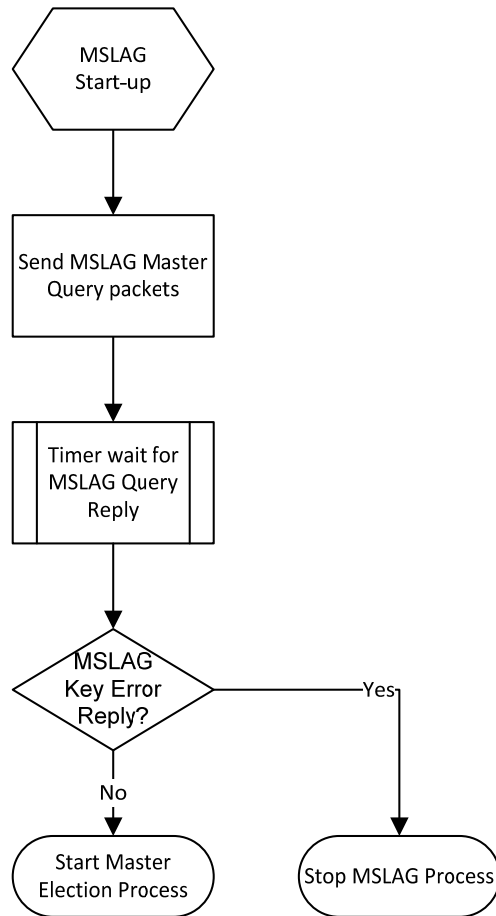 MSLAG
Start-up
Send MSLAG Master
Query packets
Timer wait for
MSLAG Query
Reply
MSLAG
Key Error
Reply?
Yes
No
Start Master
Election Process
Stop MSLAG Process